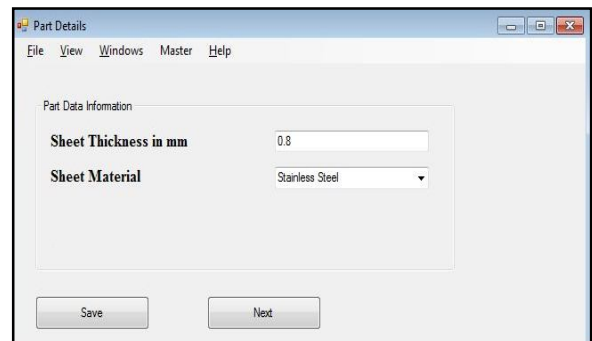 Part Details
File View Windows Master Help
Part Data Information
Sheet Thickness in mm 0.8
Sheet Material Stainless Steel
Save Next